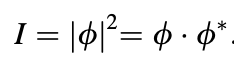 I = |ϕ|² = ϕ · ϕ*.